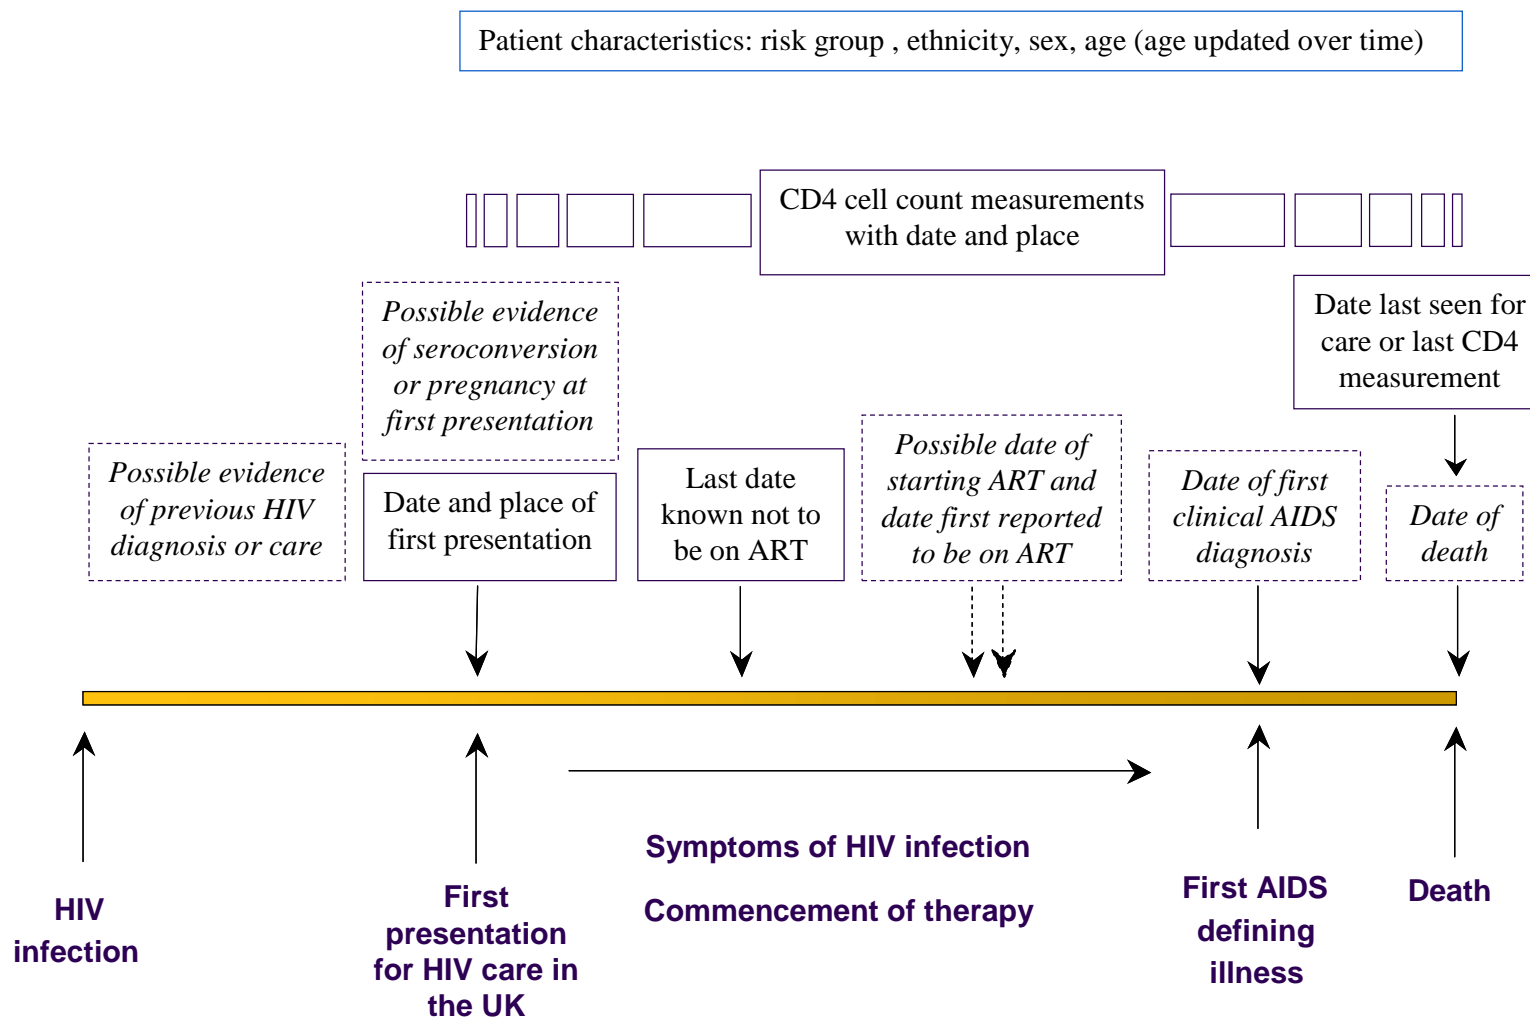 Patient characteristics: risk group , ethnicity, sex, age (age updated over time)
CD4 cell count measurements
with date and place
Possible evidence
of seroconversion
or pregnancy at
first presentation
Date last seen for
care or last CD4
measurement
Possible evidence
of previous HIV
diagnosis or care
Date and place of
first presentation
Last date
known not to
be on ART
Possible date of
starting ART and
date first reported
to be on ART
Date of first
clinical AIDS
diagnosis
Date of
death
HIV
infection
First
presentation
for HIV care in
the UK
Symptoms of HIV infection
Commencement of therapy
First AIDS
defining
illness
Death